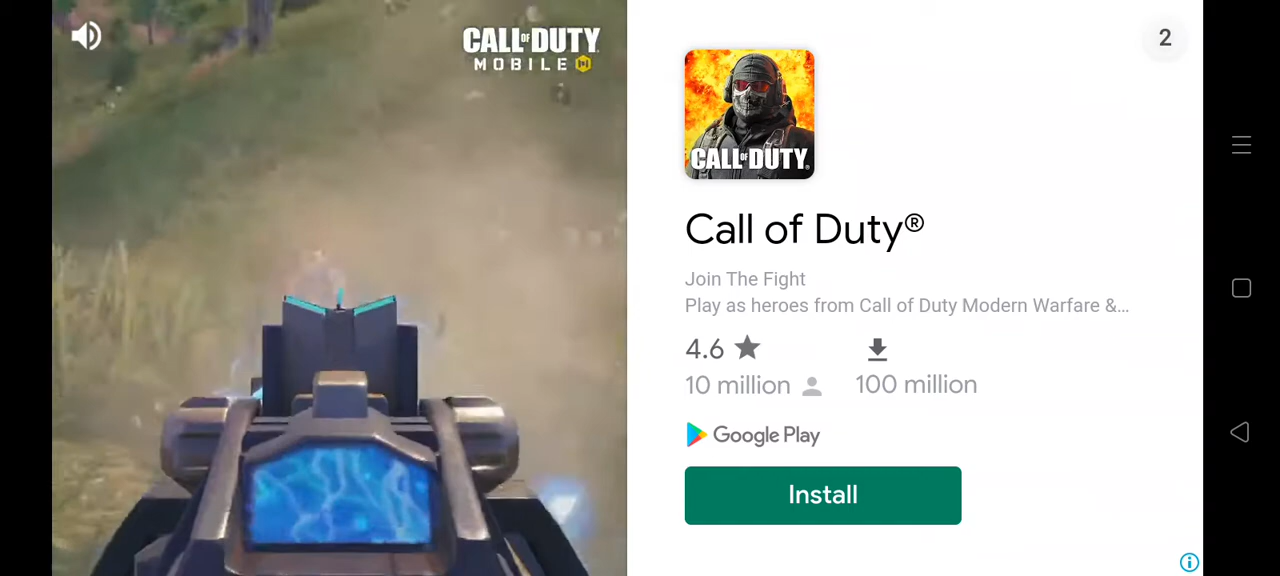 CALL OF DUTY
MOBILE
2
CALL OF DUTY®
Call of Duty®
Join The Fight
Play as heroes from Call of Duty Modern Warfare &...
4.6
10 million
100 million
Google Play
Install